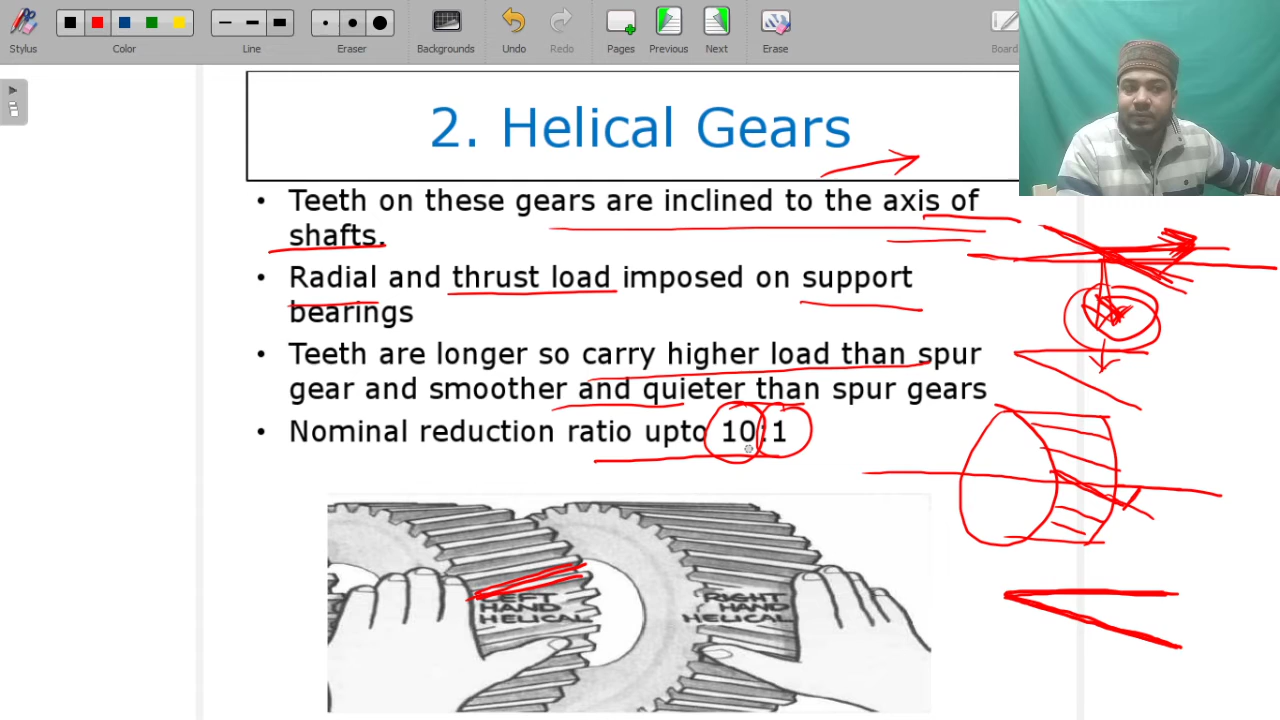 Stylus
Color
Line
Eraser
Backgrounds
Undo
Redo
Pages
Previous
Next
Erase
Board
2. Helical Gears
• Teeth on these gears are inclined to the axis of
shafts.
• Radial and thrust load imposed on support
bearings
• Teeth are longer so carry higher load than spur
gear and smoother and quieter than spur gears
• Nominal reduction ratio upto 10:1
LEFT
HAND
HELICAL
RIGHT
HAND
HELICAL